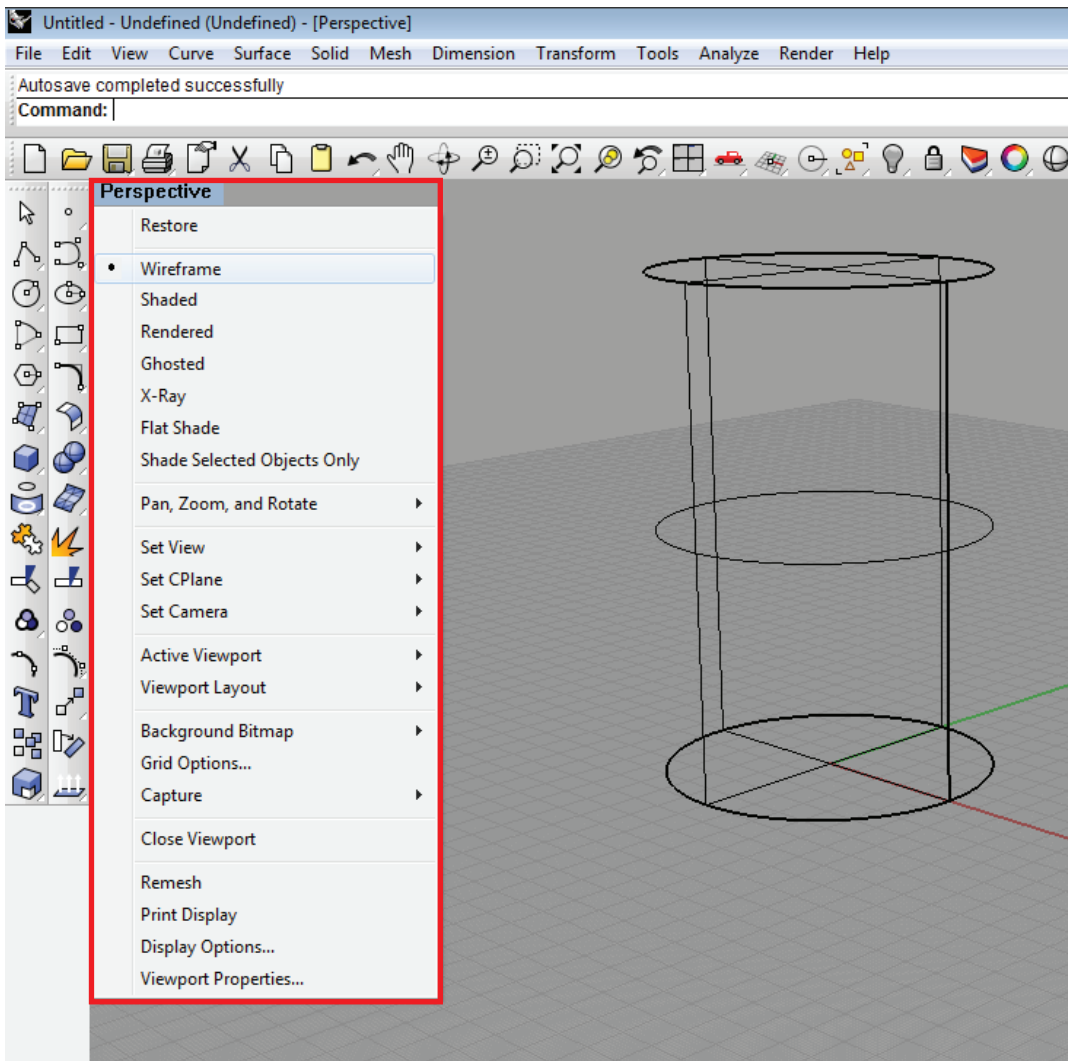 Untitled - Undefined (Undefined) - [Perspective]
File Edit View Curve Surface Solid Mesh Dimension Transform Tools Analyze Render Help
Autosave completed successfully
Command:
Perspective
Restore
Wireframe
Shaded
Rendered
Ghosted
X-Ray
Flat Shade
Shade Selected Objects Only
Pan, Zoom, and Rotate
Set View
Set CPlane
Set Camera
Active Viewport
Viewport Layout
Background Bitmap
Grid Options...
Capture
Close Viewport
Remesh
Print Display
Display Options...
Viewport Properties...